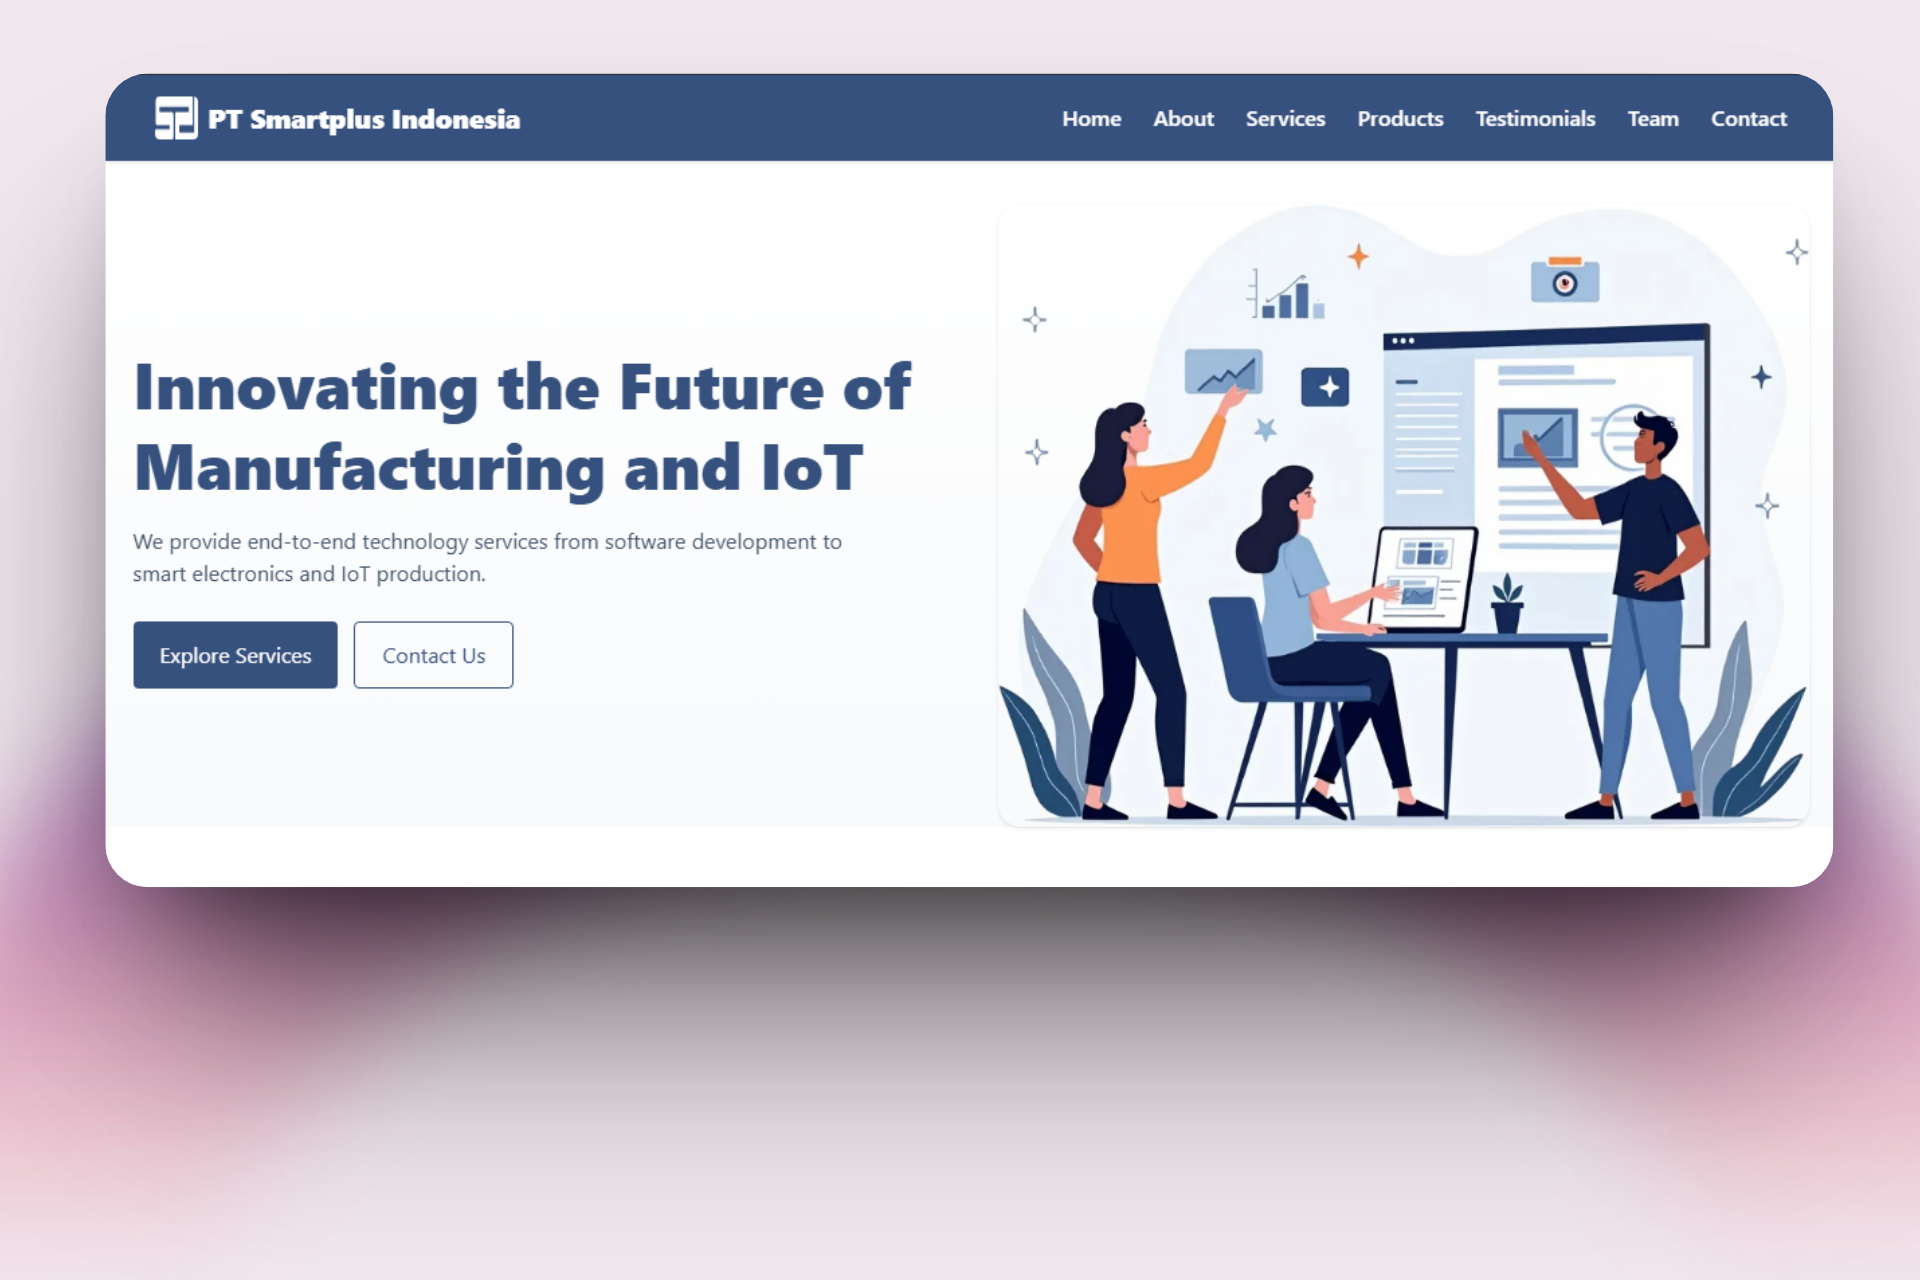 PT Smartplus Indonesia
Home About Services Products Testimonials Team Contact
Innovating the Future of
Manufacturing and IoT
We provide end-to-end technology services from software development to
smart electronics and IoT production.
Explore Services Contact Us